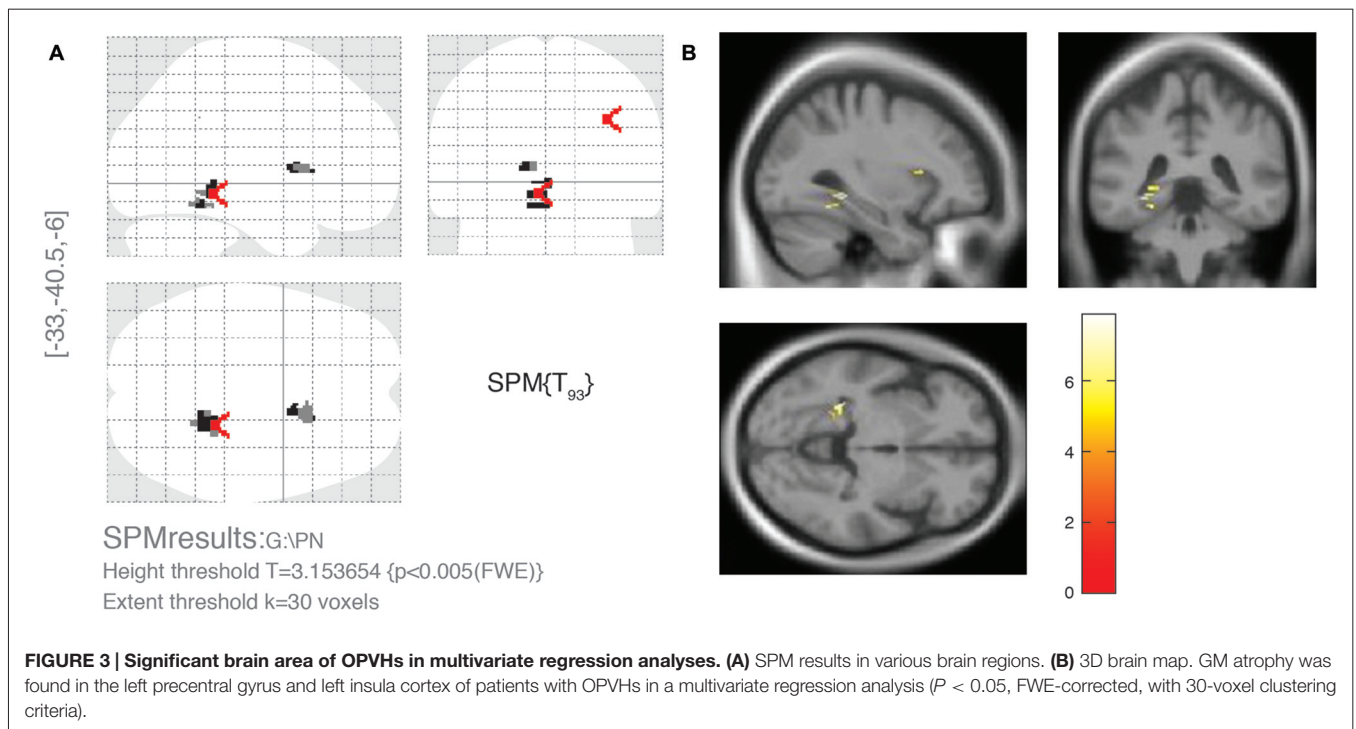 A
B
[-33,-40.5,-6]
SPM{T93}
6
4
2
0
SPMresults:G:\PN
Height threshold T=3.153654 {p<0.005(FWE)}
Extent threshold k=30 voxels
FIGURE 3 | Significant brain area of OPVHs in multivariate regression analyses. (A) SPM results in various brain regions. (B) 3D brain map. GM atrophy was
found in the left precentral gyrus and left insula cortex of patients with OPVHs in a multivariate regression analysis (P < 0.05, FWE-corrected, with 30-voxel clustering
criteria).